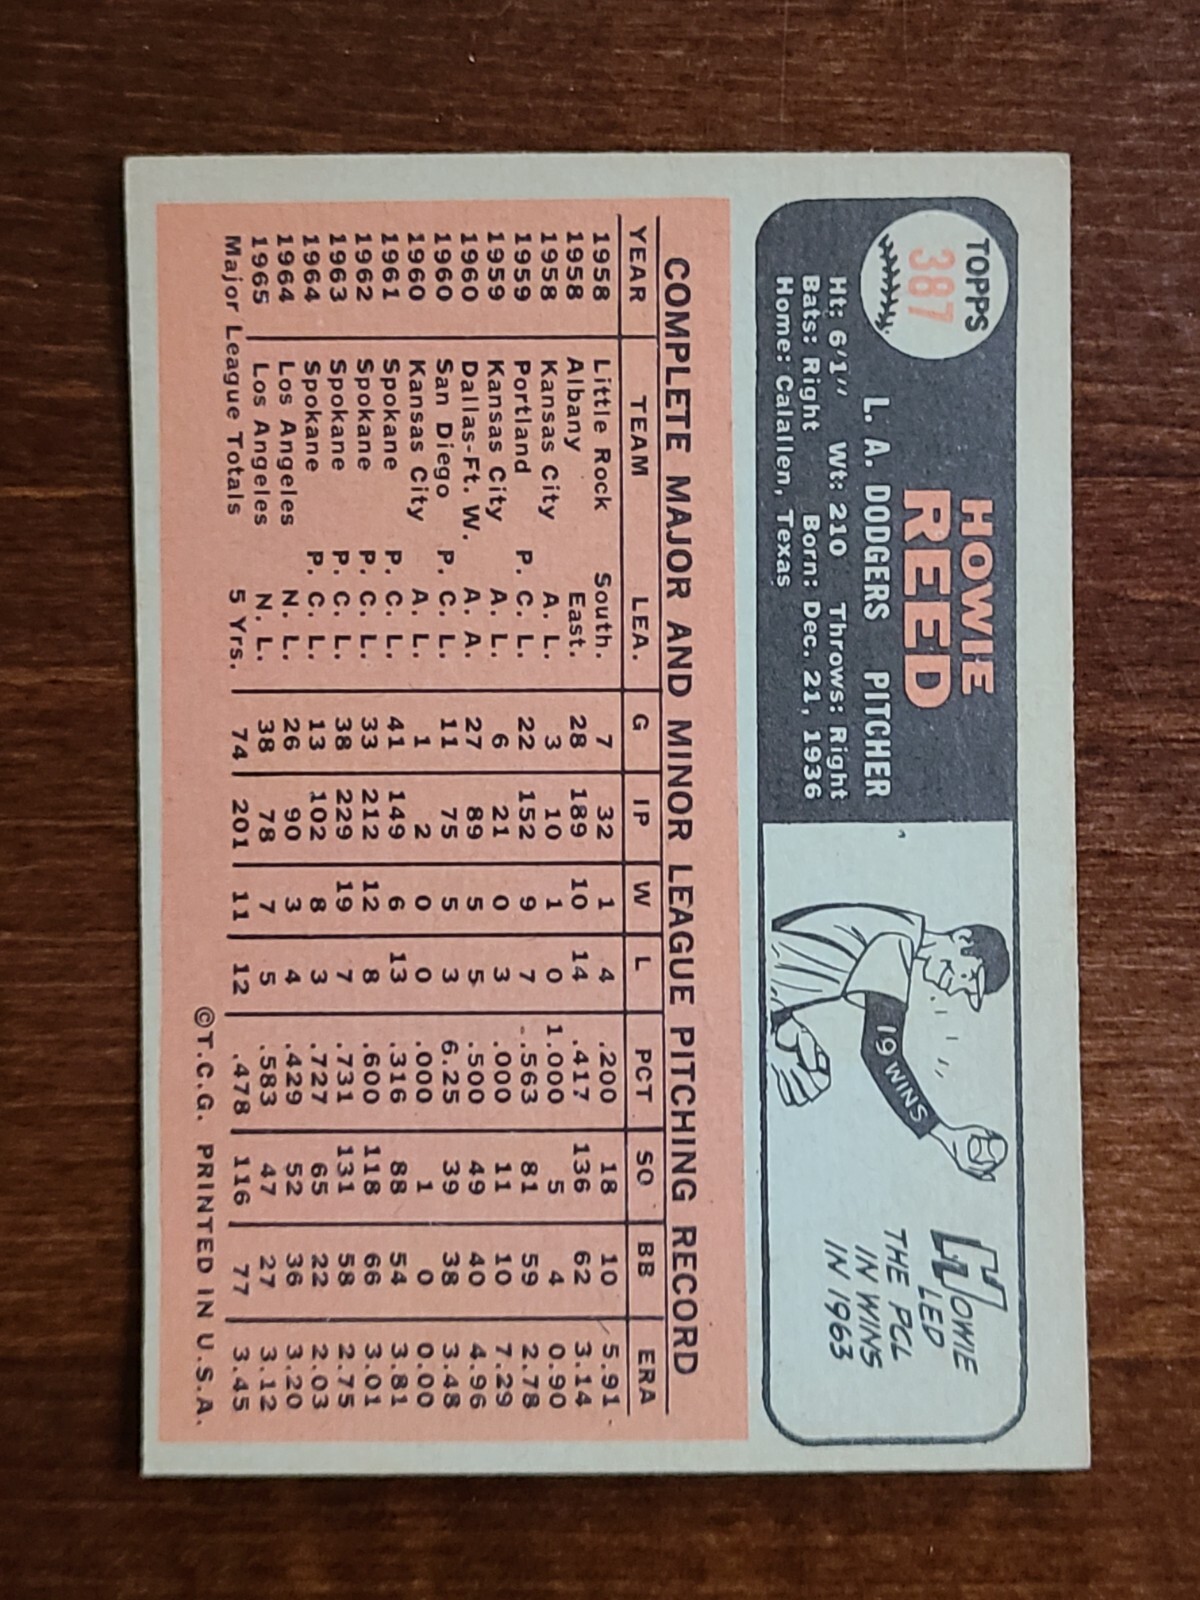 TOPPS
387
HOWIE
REED
L. A. DODGERS PITCHER
Ht: 6'1" Wt: 210 Throws: Right
Bats: Right Born: Dec. 21, 1936
Home: Calallen, Texas
19 WINS
HOWIE
LED
THE PCL
IN WINS
IN 1963
COMPLETE MAJOR AND MINOR LEAGUE PITCHING RECORD
YEAR TEAM LEA. G IP W L PCT SO BB ERA
1958 Little Rock South. 7 32 1 4 .200 18 10 5.91
1958 Albany East. 28 189 10 14 .417 136 62 3.14
1958 Kansas City A. L. 3 10 1 0 1.000 5 4 0.90
1959 Portland P. C. L. 22 152 9 7 .563 81 59 2.78
1959 Kansas City A. L. 6 21 0 3 .000 11 10 7.29
1960 Dallas-Ft. W. A. A. 27 89 5 5 .500 49 40 4.96
1960 San Diego P. C. L. 11 75 5 3 6.25 39 38 3.48
1960 Kansas City A. L. 1 2 0 0 .000 1 0 0.00
1961 Spokane P. C. L. 41 149 6 13 .316 88 54 3.81
1962 Spokane P. C. L. 33 212 12 8 .600 118 66 3.01
1963 Spokane P. C. L. 38 229 19 7 .731 131 58 2.75
1964 Spokane P. C. L. 13 102 8 3 .727 65 22 2.03
1964 Los Angeles N. L. 26 90 3 4 .429 52 36 3.20
1965 Los Angeles N. L. 38 78 7 5 .583 47 27 3.12
Major League Totals 5 Yrs. 74 201 11 12 .478 116 77 3.45
©T.C.G. PRINTED IN U.S.A.